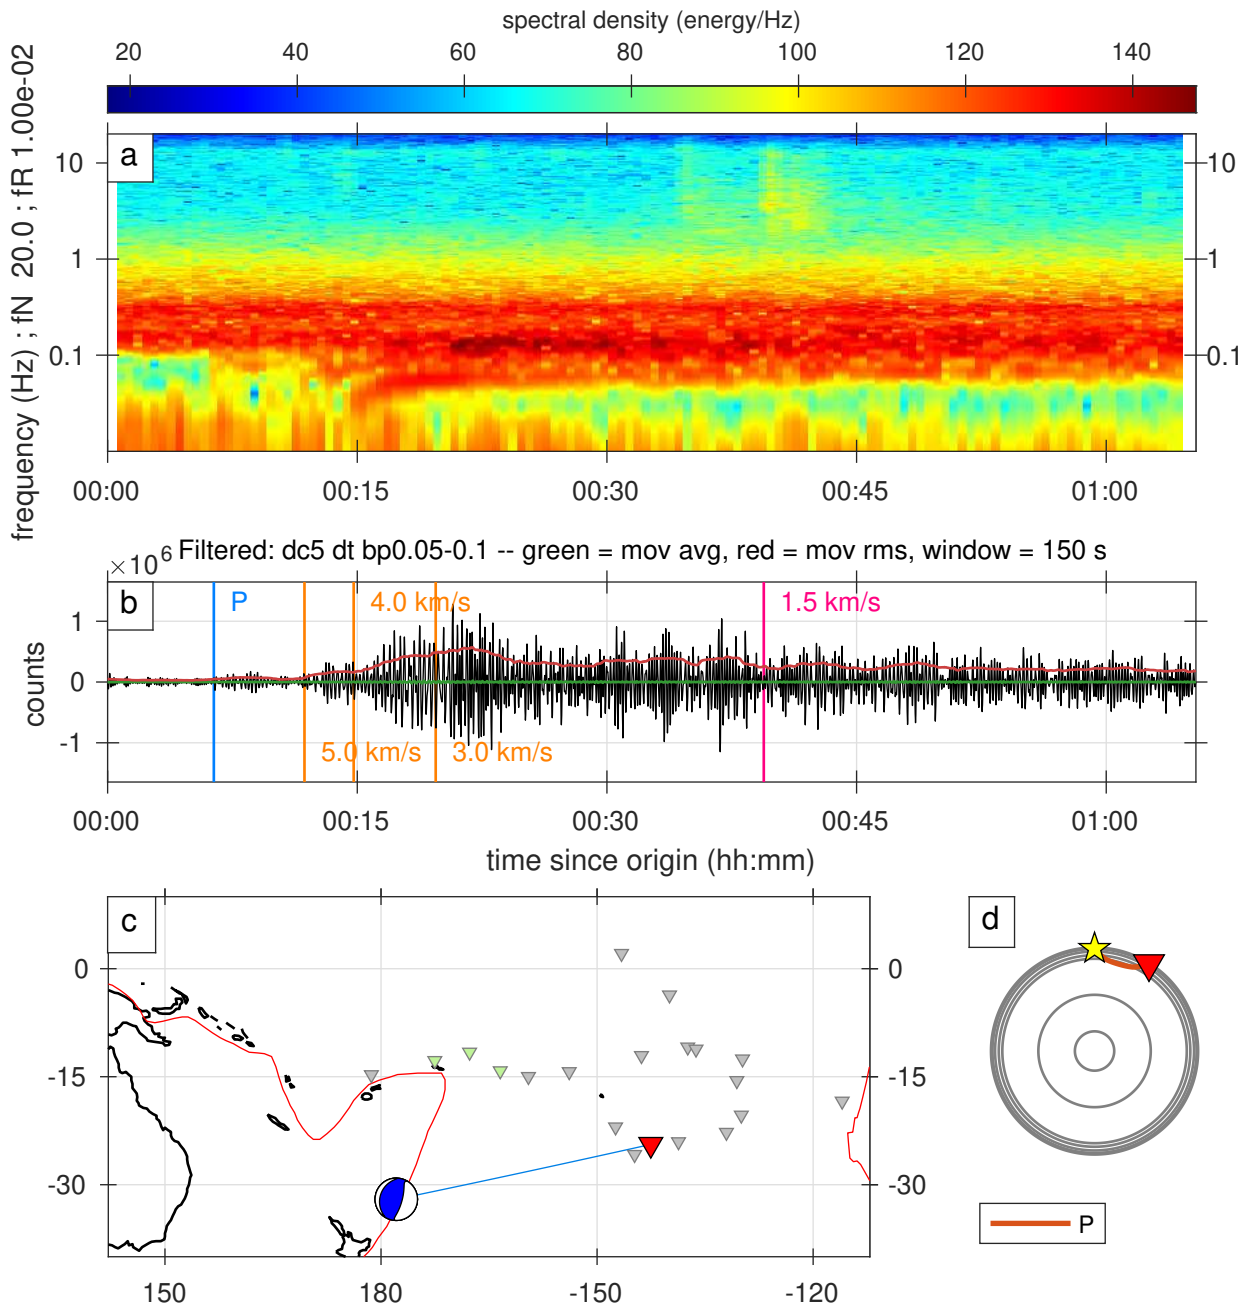 spectral density (energy/Hz)
20 40 60 80 100 120 140
a
frequency (Hz) ; fN 20.0 ; fR 1.00e-02
10 10
1 1
0.1 0.1
00:00 00:15 00:30 00:45 01:00
Filtered: dc5 dt bp0.05-0.1 -- green = mov avg, red = mov rms, window = 150 s
×10^6
b
P 4.0 km/s 1.5 km/s
counts
1
0
-1
5.0 km/s 3.0 km/s
00:00 00:15 00:30 00:45 01:00
time since origin (hh:mm)
c
d
0 0
-15 -15
-30 -30
150 180 -150 -120
P